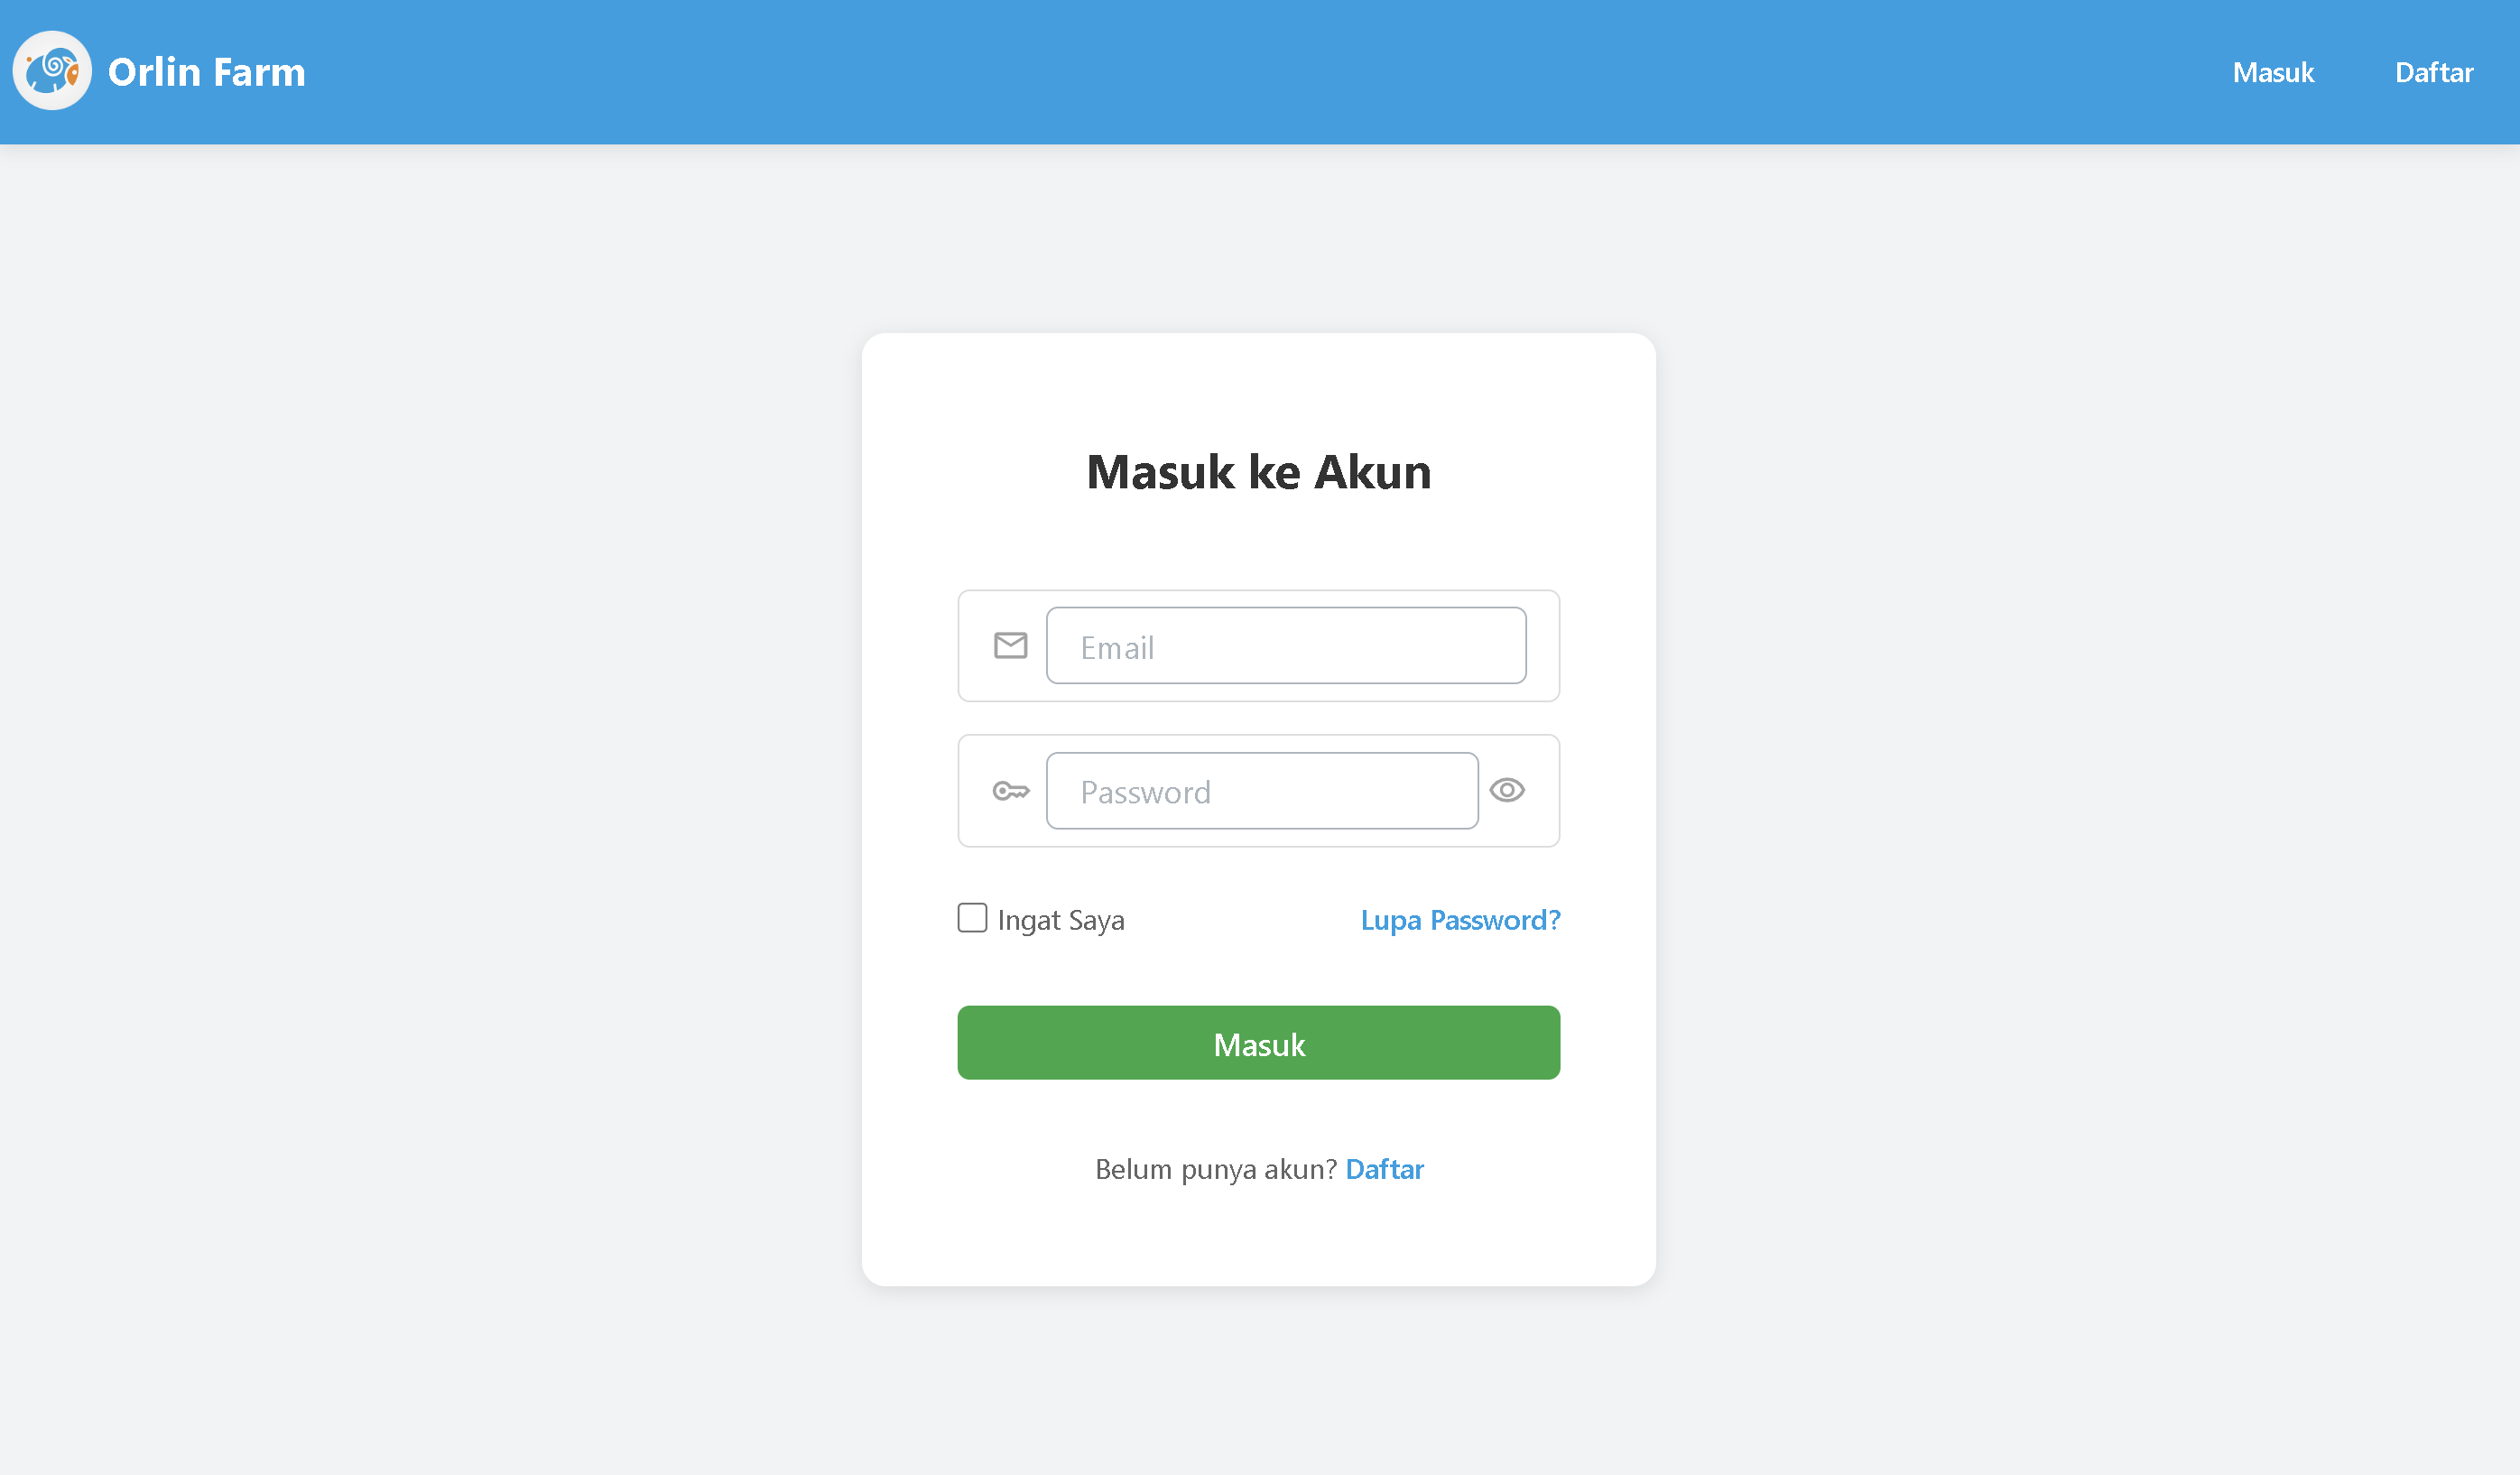 Orlin Farm
Masuk
Daftar
Masuk ke Akun
Email
Password
Ingat Saya
Lupa Password?
Masuk
Belum punya akun? Daftar